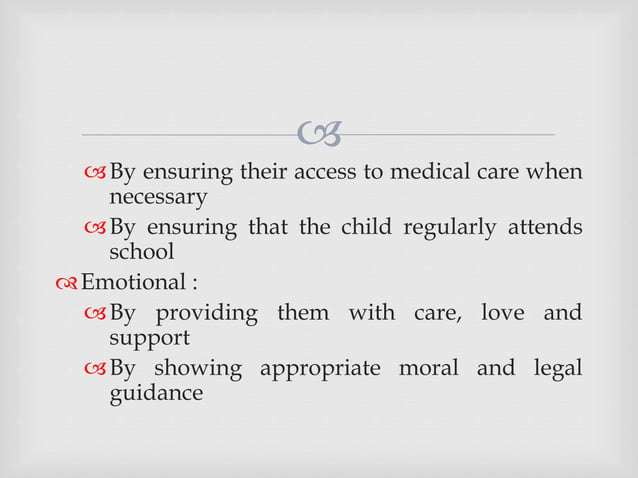 By ensuring their access to medical care when
necessary
By ensuring that the child regularly attends
school
Emotional :
By providing them with care, love and
support
By showing appropriate moral and legal
guidance